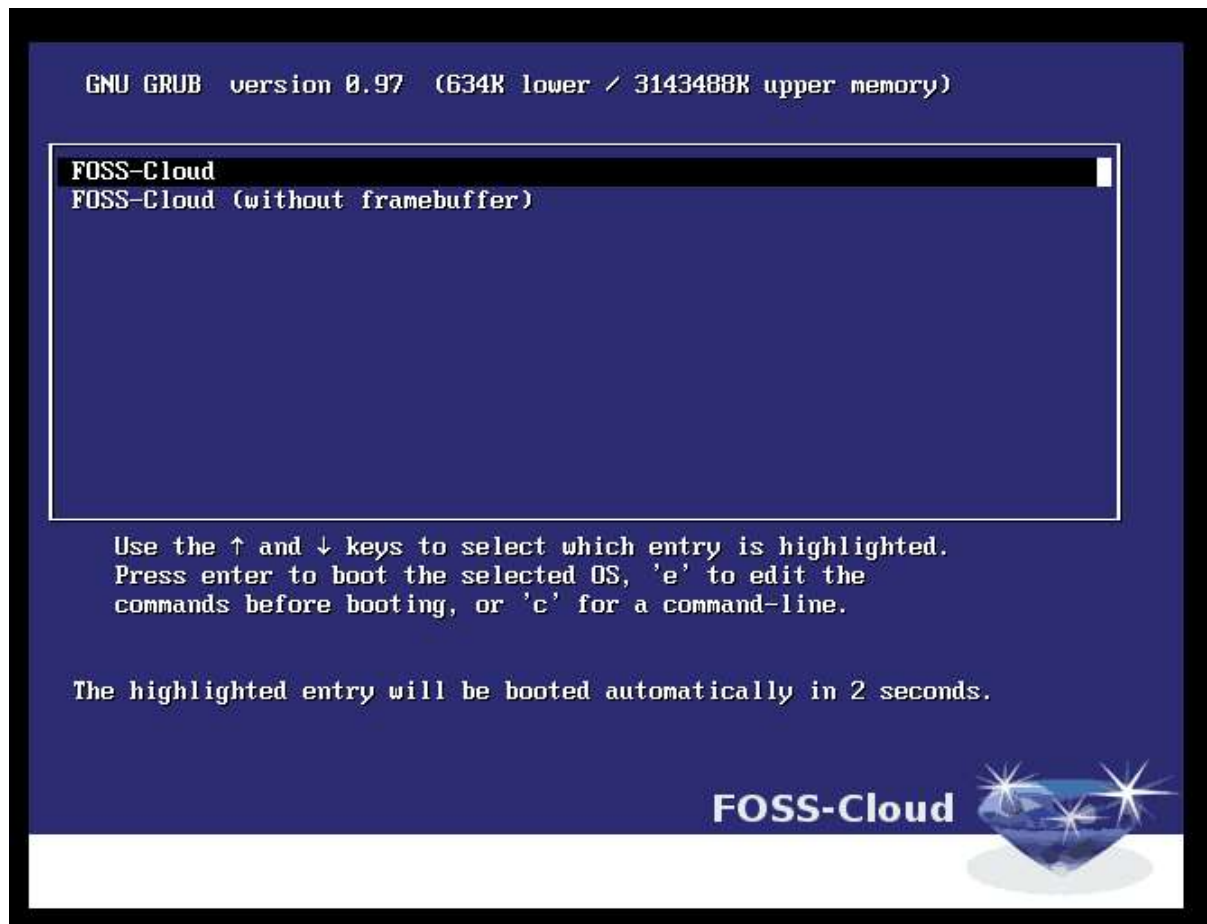 GNU GRUB version 0.97 (634K lower / 3143488K upper memory)
FOSS-Cloud
FOSS-Cloud (without framebuffer)
Use the ↑ and ↓ keys to select which entry is highlighted.
Press enter to boot the selected OS, 'e' to edit the
commands before booting, or 'c' for a command-line.
The highlighted entry will be booted automatically in 2 seconds.
FOSS-Cloud